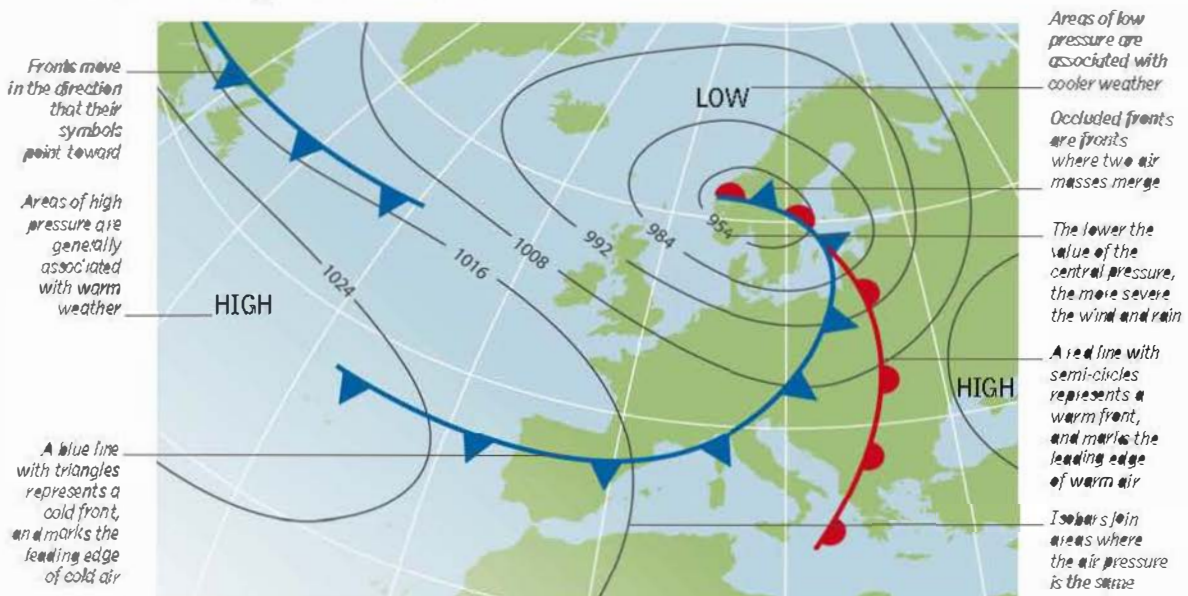 Fronts move
in the direction
that their
symbols
point toward
Areas of high
pressure are
generally
associated
with warm
weather
A blue line
with triangles
represents a
cold front,
and marks the
leading edge
of cold air
LOW
HIGH
HIGH
954
984
992
1008
1016
1024
Areas of low
pressure are
associated with
cooler weather
Occluded fronts
are fronts
where two air
masses merge
The lower the
value of the
central pressure,
the more severe
the wind and rain
A red line with
semi-circles
represents a
warm front,
and marks the
leading edge
of warm air
Isobars join
areas where
the air pressure
is the same